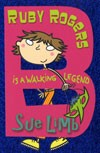 RUBY ROGERS
IS A WALKING LEGEND
Sue Limb